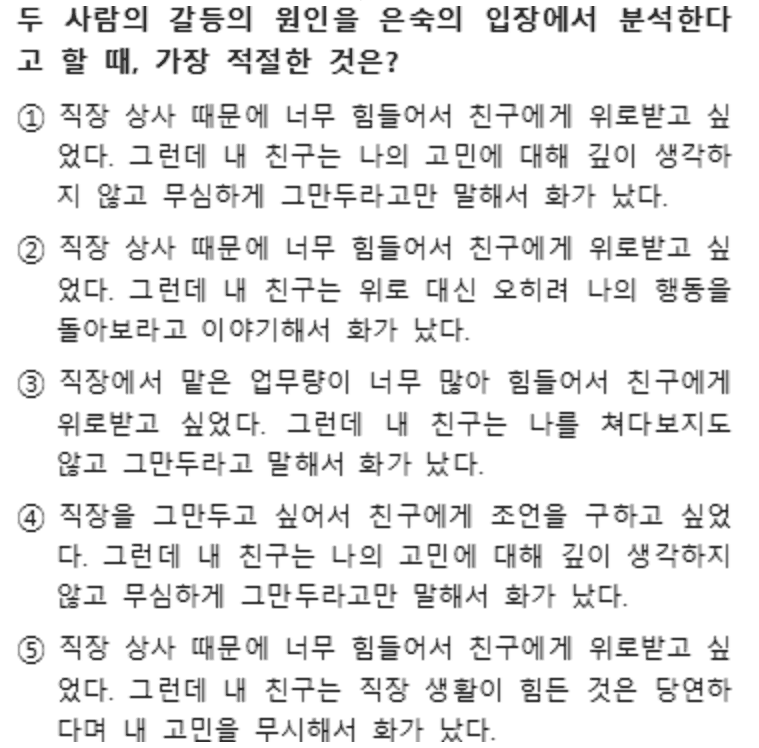 두 사람의 갈등의 원인을 은숙의 입장에서 분석한다
고 할 때, 가장 적절한 것은?
① 직장 상사 때문에 너무 힘들어서 친구에게 위로받고 싶
었다. 그런데 내 친구는 나의 고민에 대해 깊이 생각하
지 않고 무심하게 그만두라고만 말해서 화가 났다.
② 직장 상사 때문에 너무 힘들어서 친구에게 위로받고 싶
었다. 그런데 내 친구는 위로 대신 오히려 나의 행동을
돌아보라고 이야기해서 화가 났다.
③ 직장에서 맡은 업무량이 너무 많아 힘들어서 친구에게
위로받고 싶었다. 그런데 내 친구는 나를 쳐다보지도
않고 그만두라고 말해서 화가 났다.
④ 직장을 그만두고 싶어서 친구에게 조언을 구하고 싶었
다. 그런데 내 친구는 나의 고민에 대해 깊이 생각하지
않고 무심하게 그만두라고만 말해서 화가 났다.
⑤ 직장 상사 때문에 너무 힘들어서 친구에게 위로받고 싶
었다. 그런데 내 친구는 직장 생활이 힘든 것은 당연하
다며 내 고민을 무시해서 화가 났다.